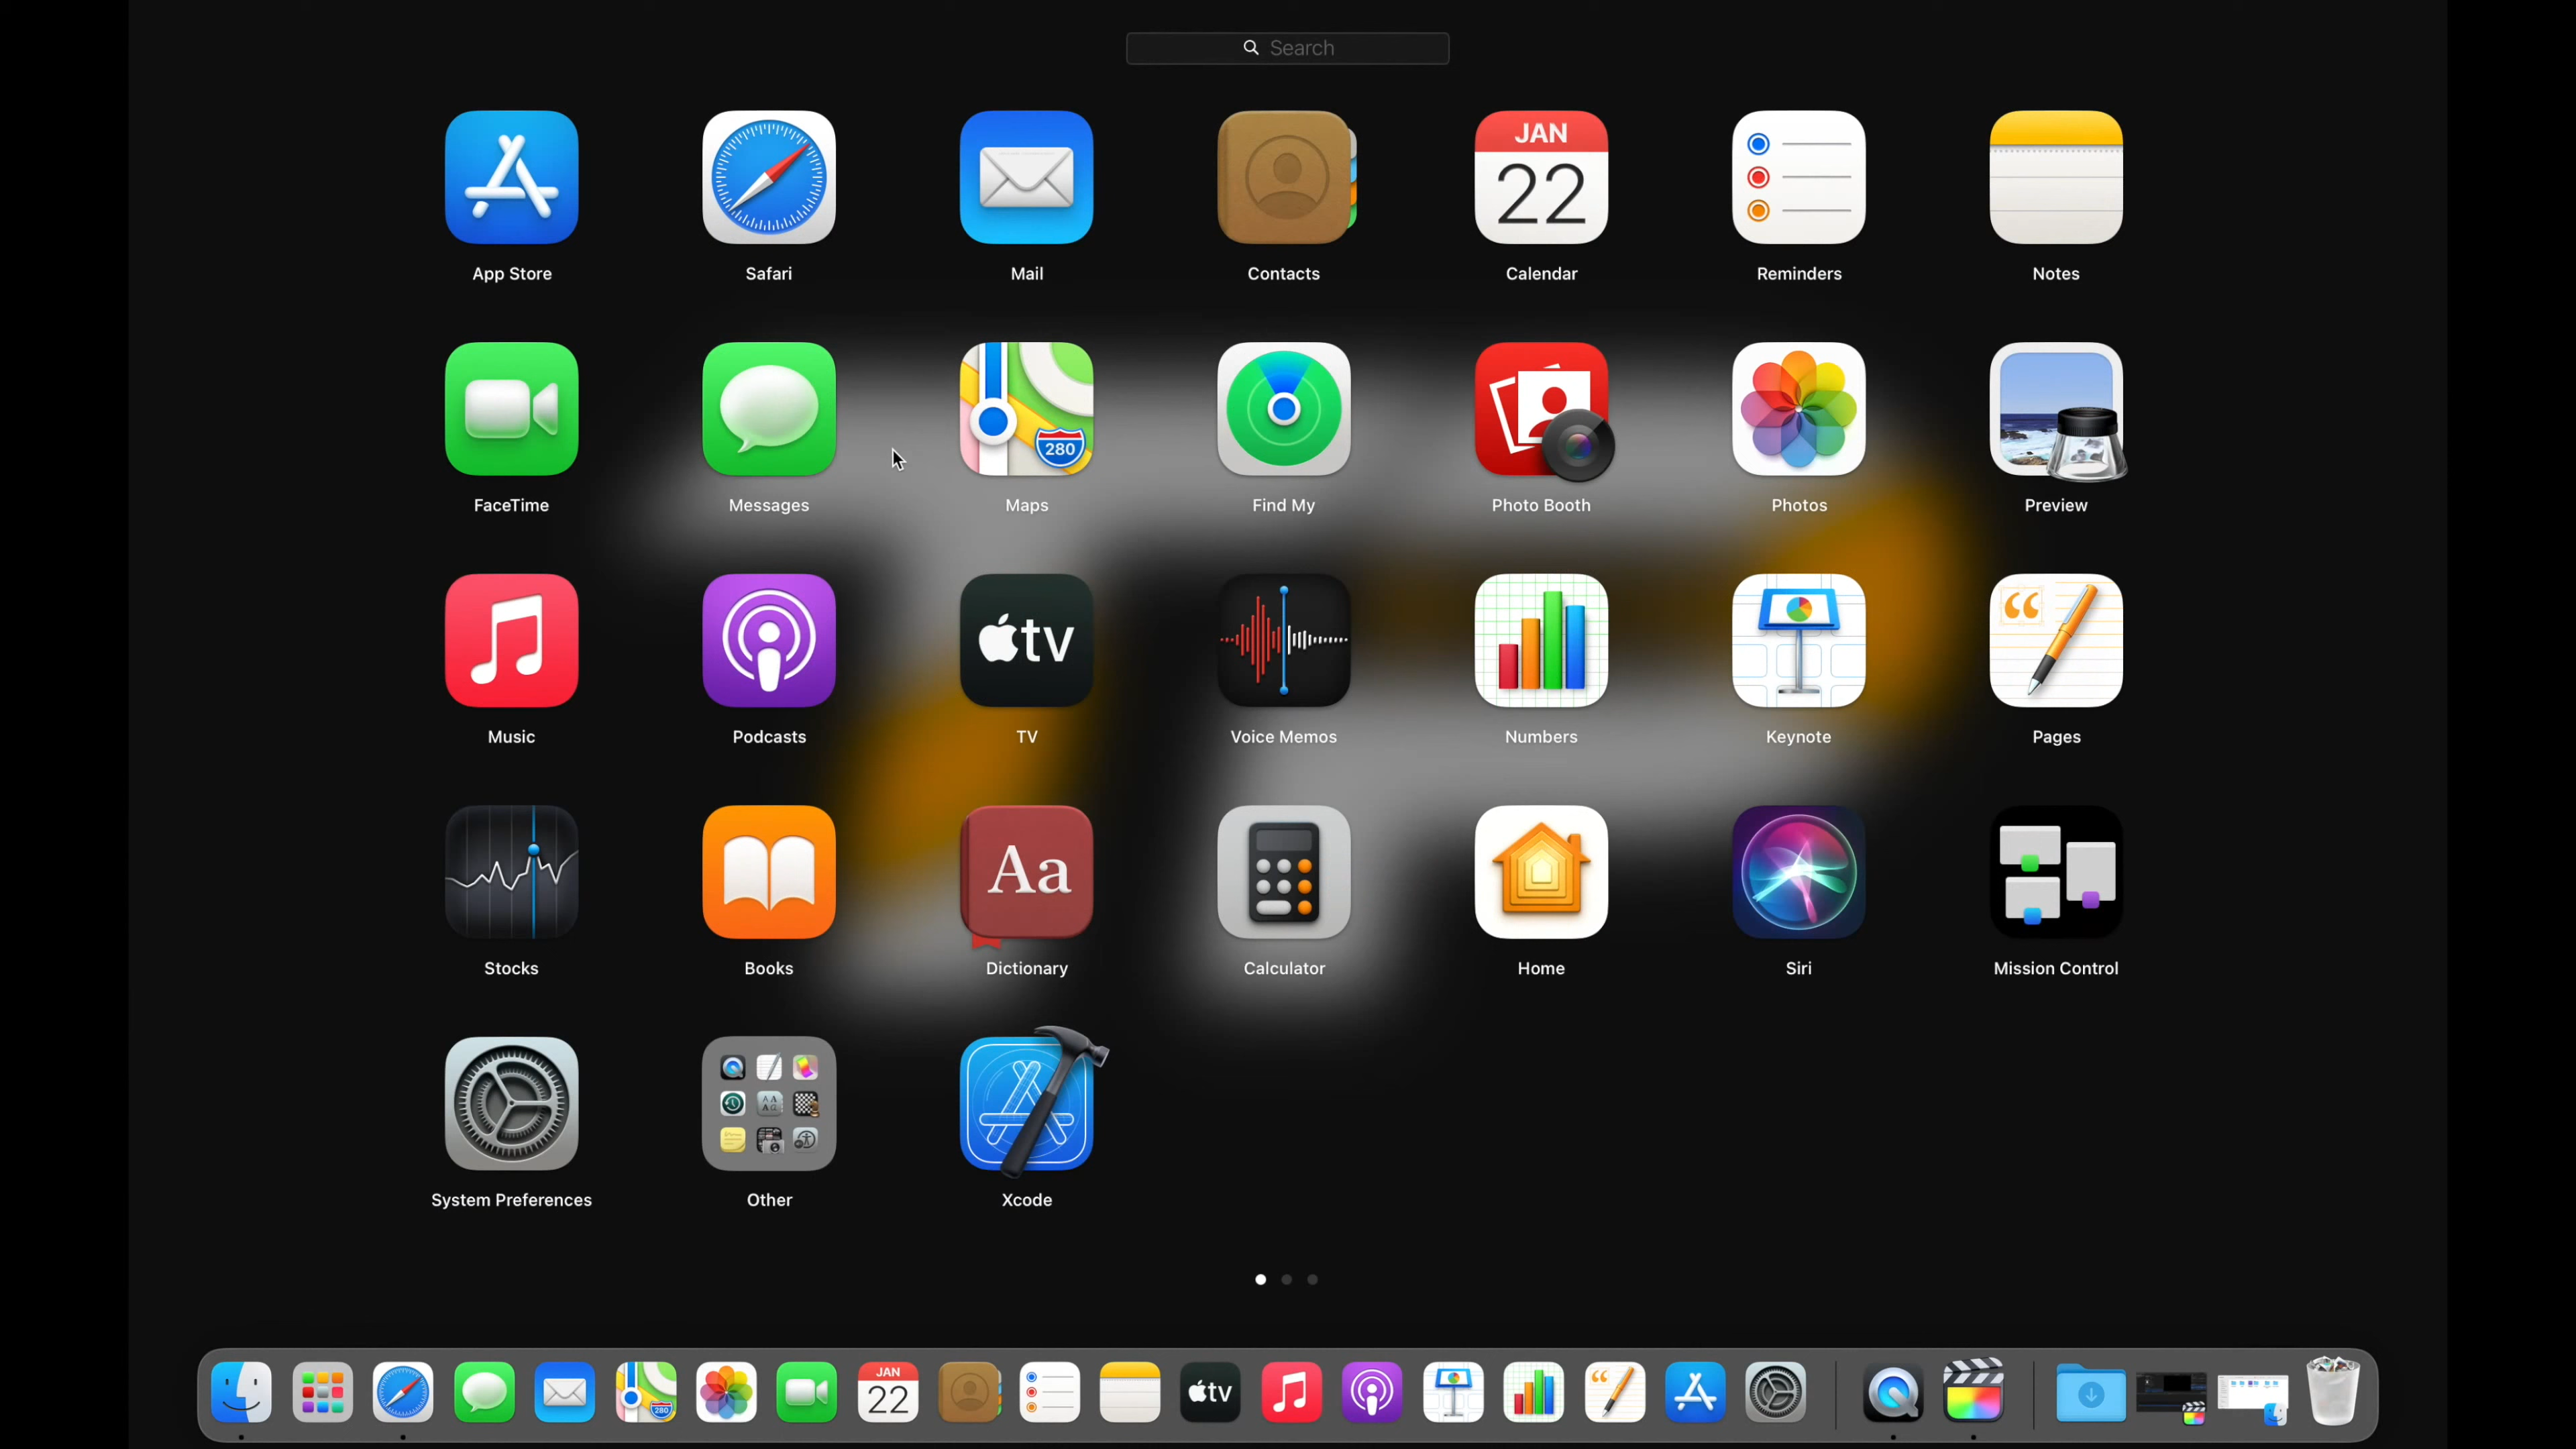 Search
JAN
22
App Store
Safari
Mail
Contacts
Calendar
Reminders
Notes
280
FaceTime
Messages
Maps
Find My
Photo Booth
Photos
Preview
tv
“
Music
Podcasts
TV
Voice Memos
Numbers
Keynote
Pages
Aa
Stocks
Books
Dictionary
Calculator
Home
Siri
Mission Control
System Preferences
Other
Xcode
280
JAN
22
tv
“